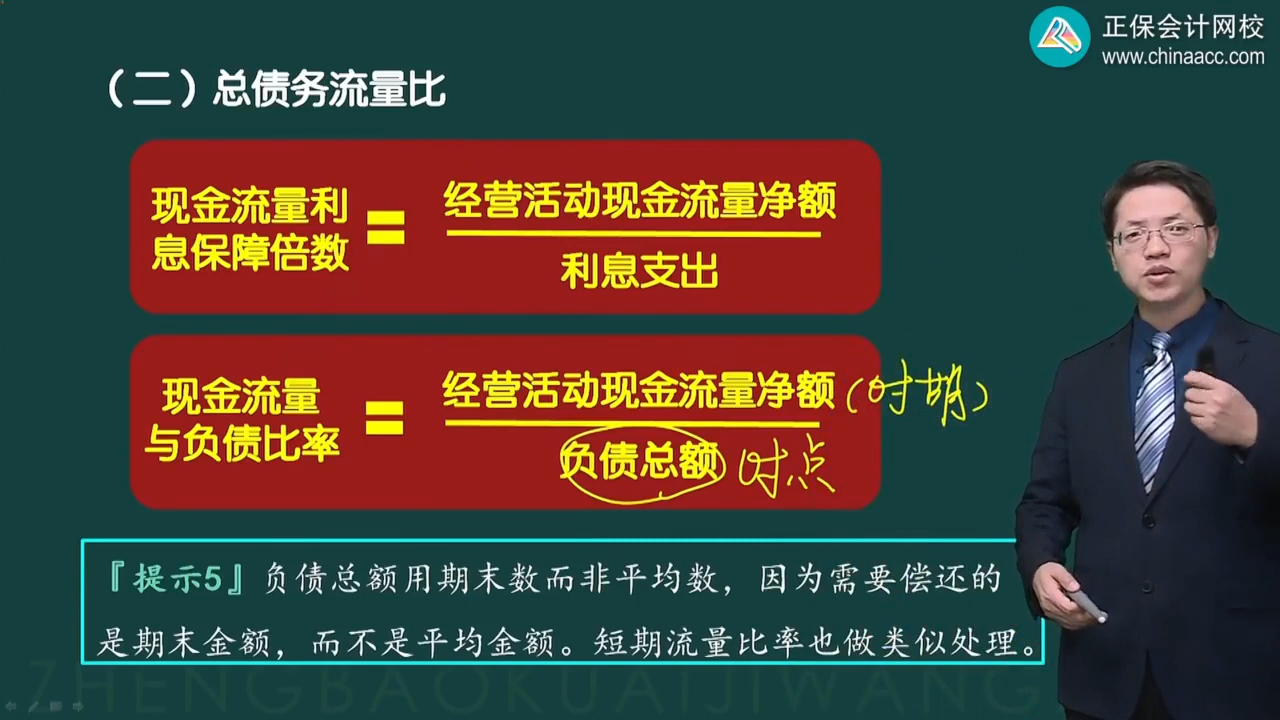 正保会计网校
www.chinaacc.com
（二）总债务流量比
现金流量利
息保障倍数
=
经营活动现金流量净额
利息支出
现金流量
与负债比率
=
经营活动现金流量净额(时期)
负债总额 时点
『提示5』负债总额用期末数而非平均数，因为需要偿还的
是期末金额，而不是平均金额。短期流量比率也做类似处理。
ZHENGBAOKUAIJIWANG